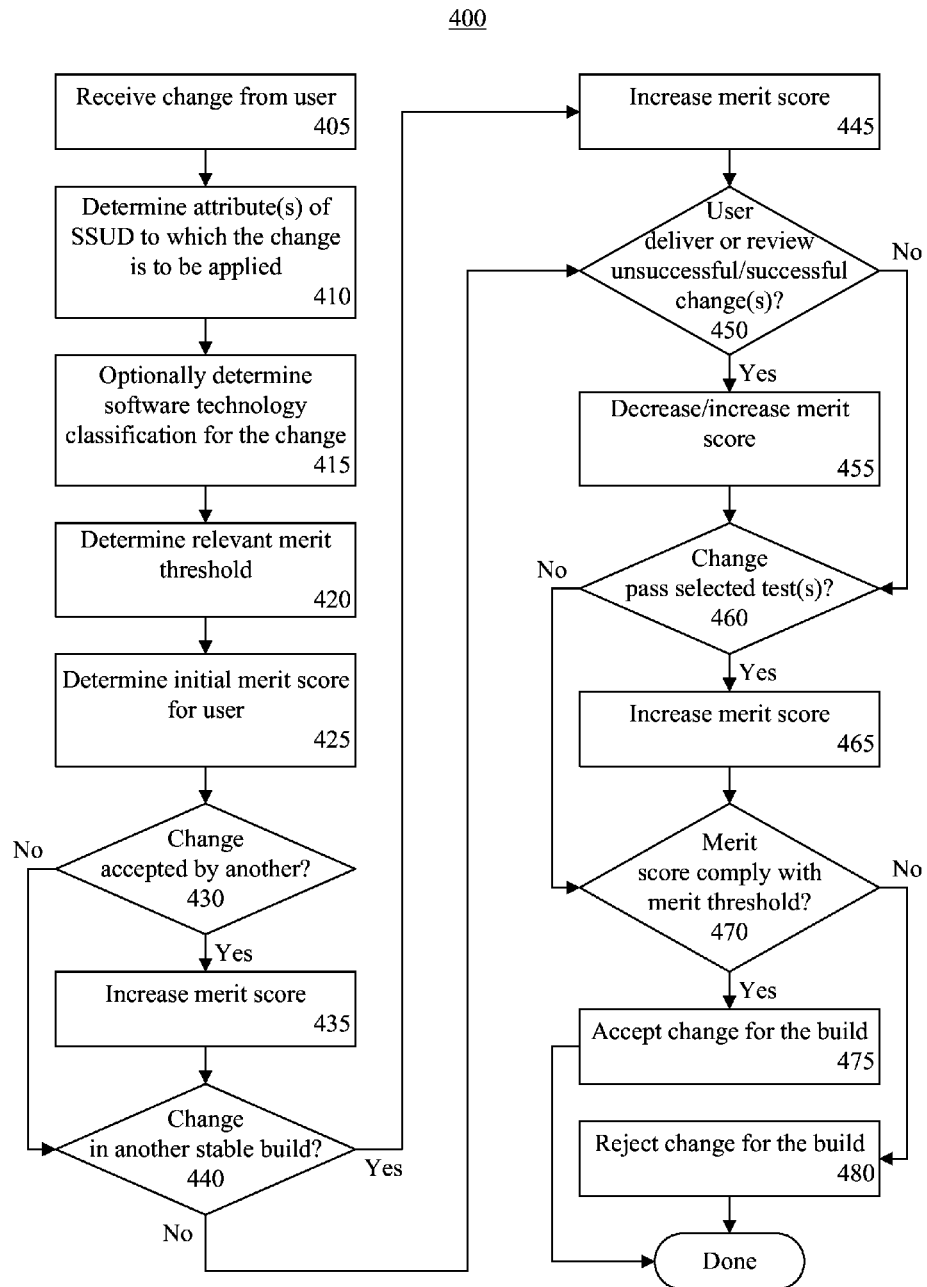 400
Receive change from user
405
Determine attribute(s) of
SSUD to which the change
is to be applied
410
Optionally determine
software technology
classification for the change
415
Determine relevant merit
threshold
420
Determine initial merit score
for user
425
Change
accepted by another?
430
No
Yes
Increase merit score
435
Change
in another stable build?
440
Yes
No
Increase merit score
445
User
deliver or review
unsuccessful/successful
change(s)?
450
No
Yes
Decrease/increase merit
score
455
Change
pass selected test(s)?
460
No
Yes
Increase merit score
465
Merit
score comply with
merit threshold?
470
No
Yes
Accept change for the build
475
Reject change for the build
480
Done